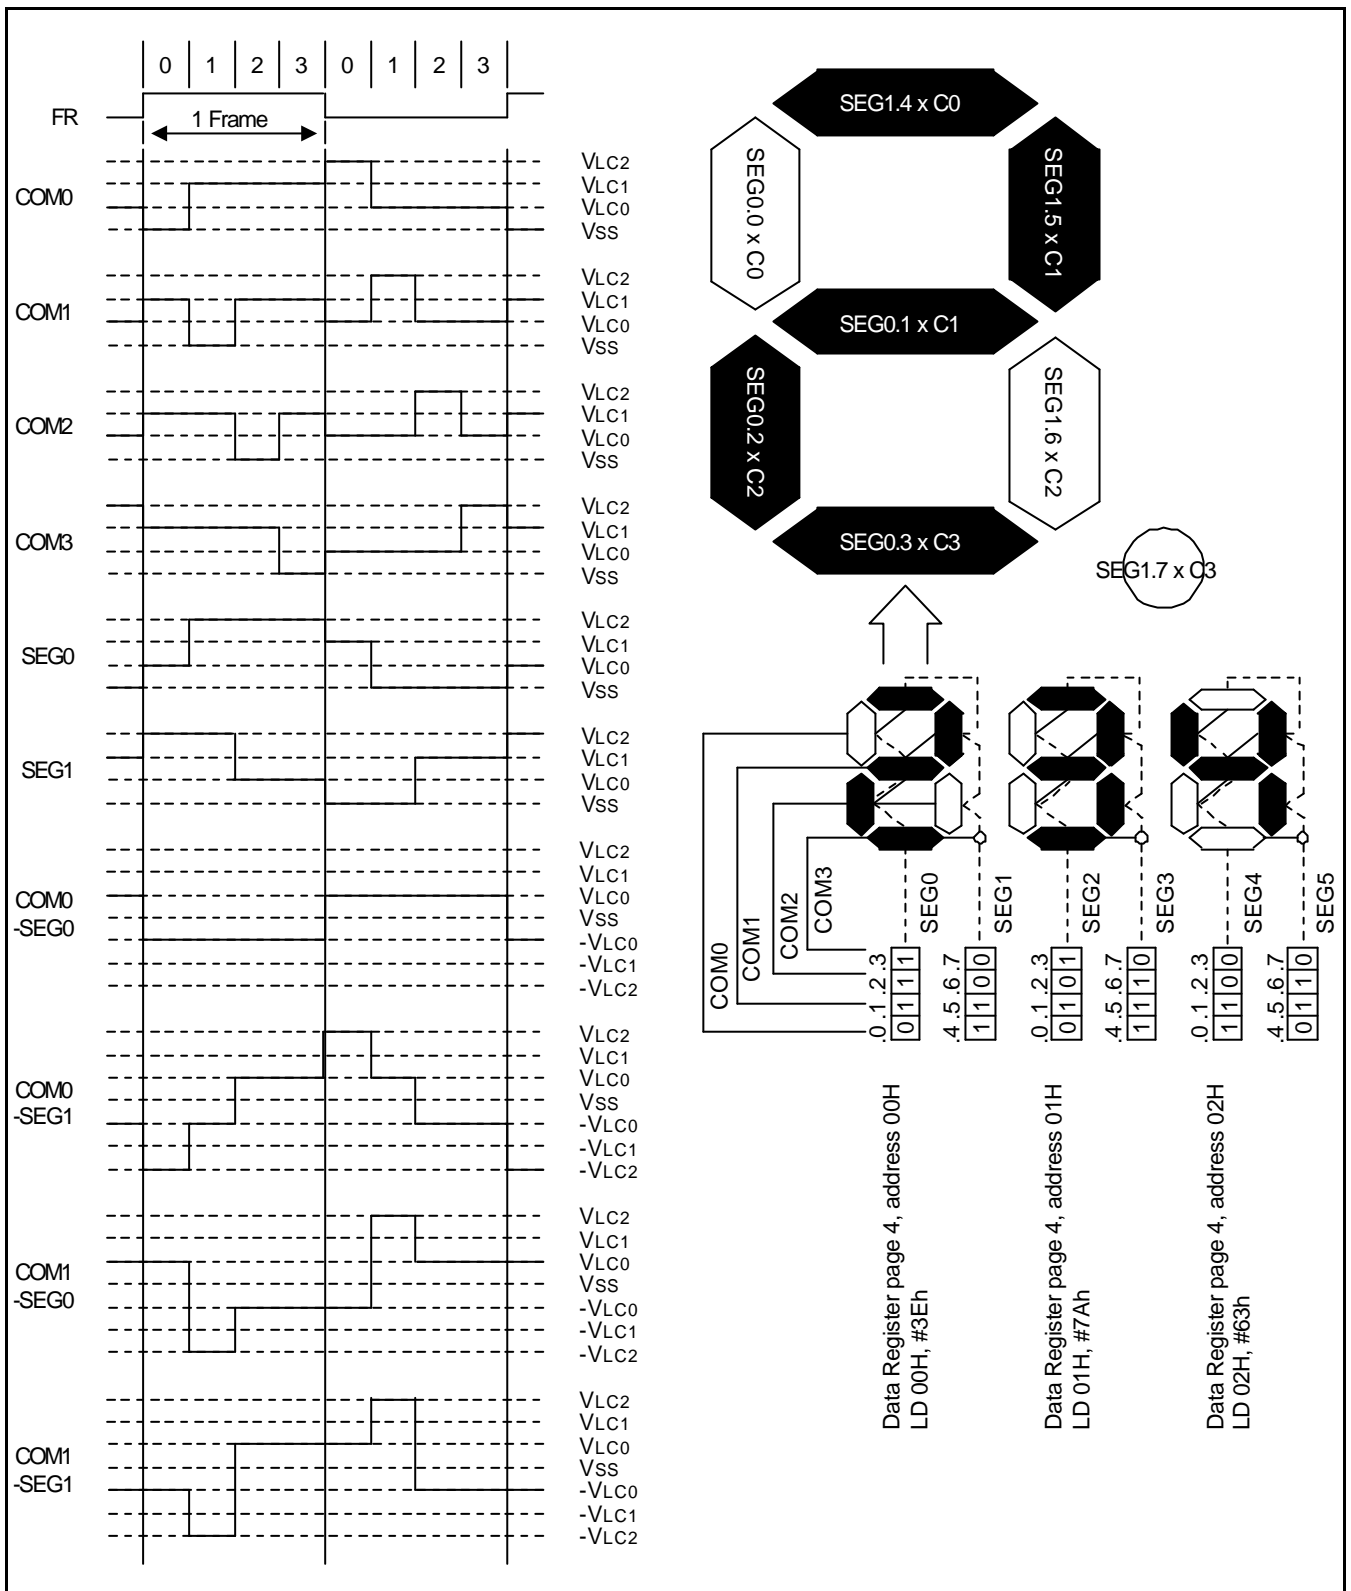 0 1 2 3 0 1 2 3
FR
1 Frame
COM0
VLC2
VLC1
VLC0
VSS
COM1
VLC2
VLC1
VLC0
VSS
COM2
VLC2
VLC1
VLC0
VSS
COM3
VLC2
VLC1
VLC0
VSS
SEG0
VLC2
VLC1
VLC0
VSS
SEG1
VLC2
VLC1
VLC0
VSS
COM0
-SEG0
VLC2
VLC1
VLC0
VSS
-VLC0
-VLC1
-VLC2
COM0
-SEG1
VLC2
VLC1
VLC0
VSS
-VLC0
-VLC1
-VLC2
COM1
-SEG0
VLC2
VLC1
VLC0
VSS
-VLC0
-VLC1
-VLC2
COM1
-SEG1
VLC2
VLC1
VLC0
VSS
-VLC0
-VLC1
-VLC2
SEG1.4 x C0
SEG0.0 x C0
SEG1.5 x C1
SEG0.1 x C1
SEG0.2 x C2
SEG1.6 x C2
SEG0.3 x C3
SEG1.7 x C3
COM0
COM1
COM2
COM3
SEG0
SEG1
SEG2
SEG3
SEG4
SEG5
.0 .1 .2 .3
0 1 1 1
.4 .5 .6 .7
1 1 0 0
.0 .1 .2 .3
0 1 0 1
.4 .5 .6 .7
1 1 1 0
.0 .1 .2 .3
1 1 0 0
.4 .5 .6 .7
0 1 1 0
Data Register page 4, address 00H
LD 00H, #3Eh
Data Register page 4, address 01H
LD 01H, #7Ah
Data Register page 4, address 02H
LD 02H, #63h